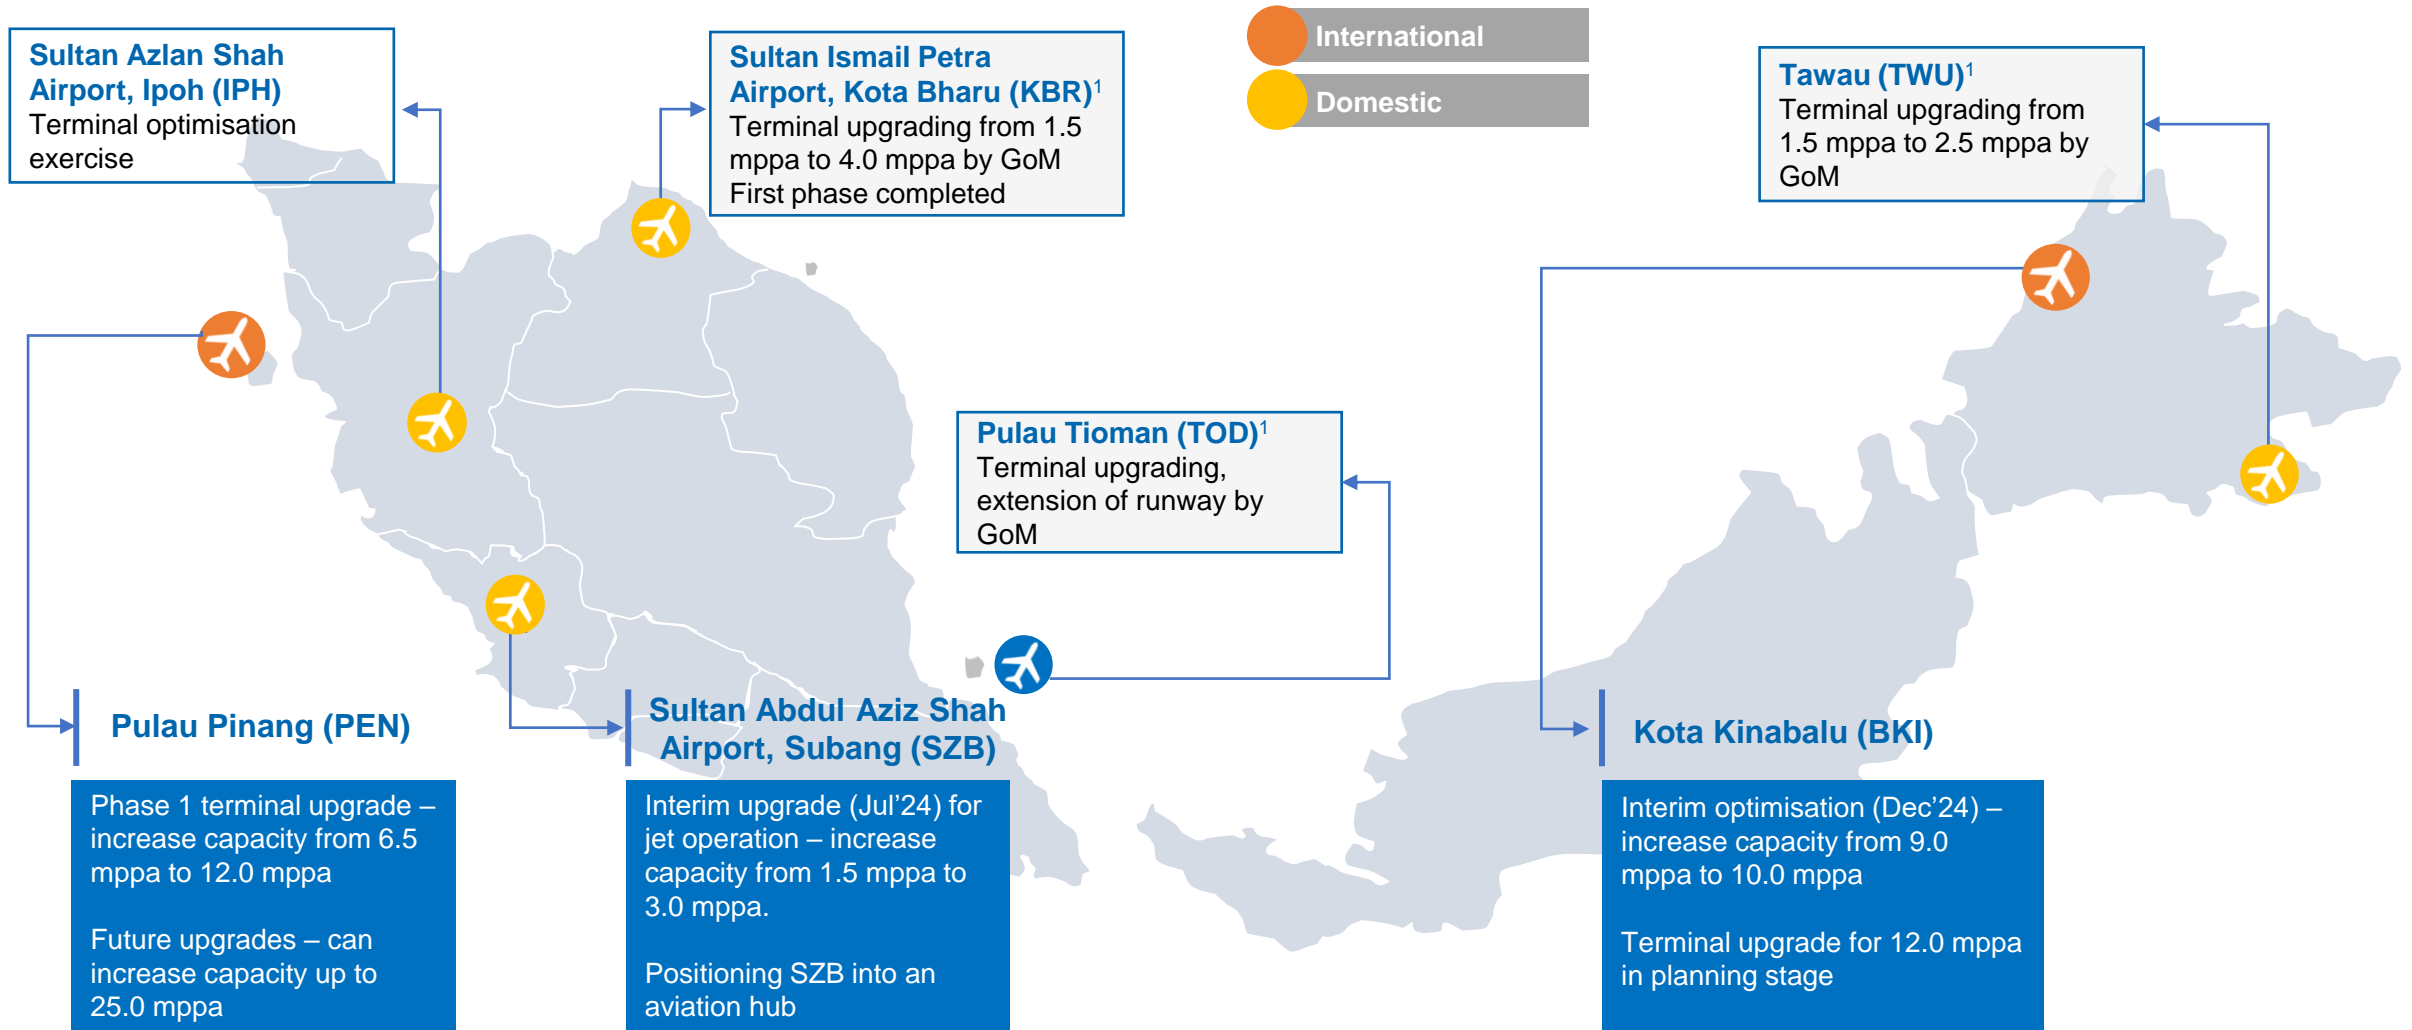 Sultan Azlan Shah
Airport, Ipoh (IPH)
Terminal optimisation
exercise
Sultan Ismail Petra
Airport, Kota Bharu (KBR)¹
Terminal upgrading from 1.5
mppa to 4.0 mppa by GoM
First phase completed
International
Domestic
Tawau (TWU)¹
Terminal upgrading from
1.5 mppa to 2.5 mppa by
GoM
Pulau Tioman (TOD)¹
Terminal upgrading,
extension of runway by
GoM
Pulau Pinang (PEN)
Phase 1 terminal upgrade –
increase capacity from 6.5
mppa to 12.0 mppa
Future upgrades – can
increase capacity up to
25.0 mppa
Sultan Abdul Aziz Shah
Airport, Subang (SZB)
Interim upgrade (Jul’24) for
jet operation – increase
capacity from 1.5 mppa to
3.0 mppa.
Positioning SZB into an
aviation hub
Kota Kinabalu (BKI)
Interim optimisation (Dec’24) –
increase capacity from 9.0
mppa to 10.0 mppa
Terminal upgrade for 12.0 mppa
in planning stage